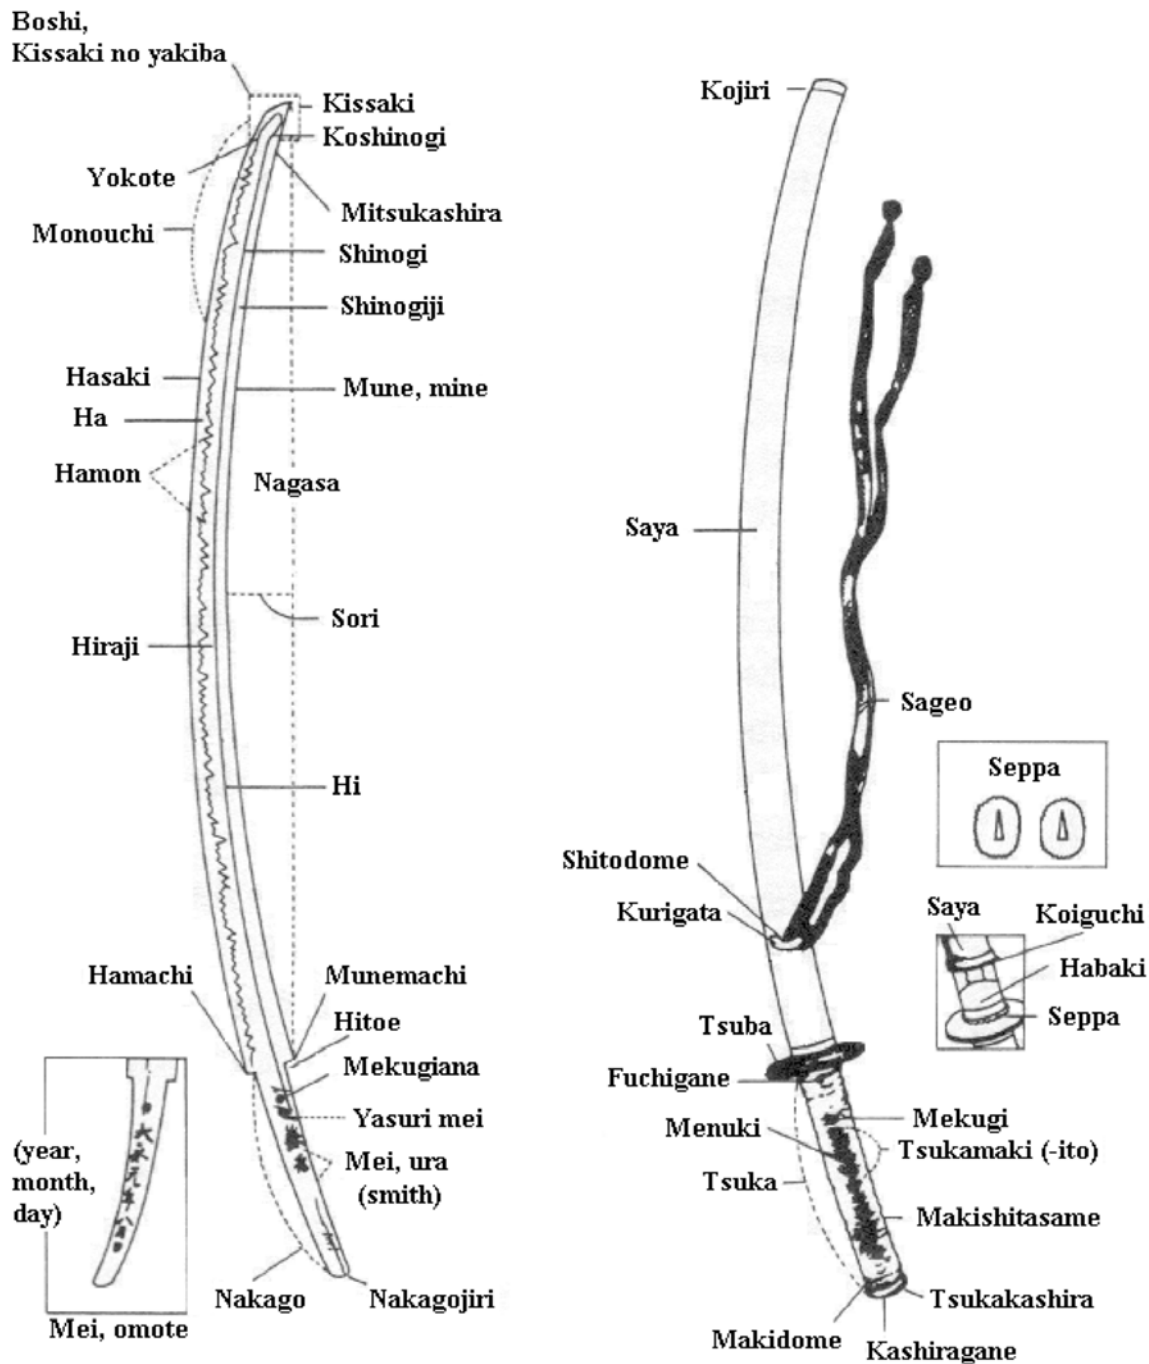 Boshi,
Kissaki no yakiba
Kissaki
Koshinogi
Yokote
Mitsukashira
Monouchi
Shinogi
Shinogiji
Hasaki
Mune, mine
Ha
Hamon
Nagasa
Sori
Hiraji
Hi
Hamachi
Munemachi
Hitoe
Mekugiana
Yasuri mei
Mei, ura
(smith)
(year,
month,
day)
Nakago
Nakagojiri
Mei, omote
Kojiri
Saya
Sageo
Seppa
Shitodome
Kurigata
Saya
Koiguchi
Habaki
Seppa
Tsuba
Fuchigane
Mekugi
Menuki
Tsukamaki (-ito)
Tsuka
Makishitasame
Tsukakashira
Makidome
Kashiragane